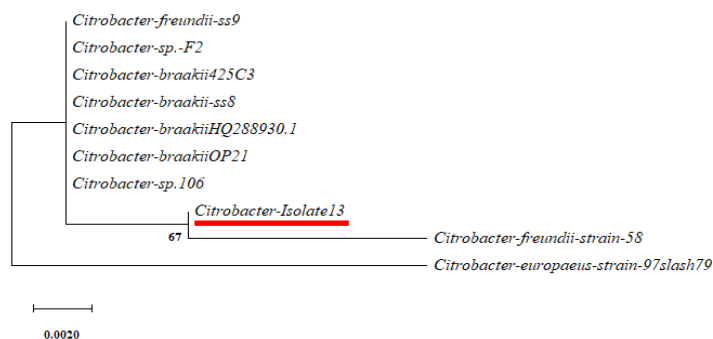 Citrobacter-freundii-ss9
Citrobacter-sp.-F2
Citrobacter-braakii425C3
Citrobacter-braakii-ss8
Citrobacter-braakiiHQ288930.1
Citrobacter-braakiiOP21
Citrobacter-sp.106
Citrobacter-Isolate13
67
Citrobacter-freundii-strain-58
Citrobacter-europaeus-strain-97slash79
0.0020